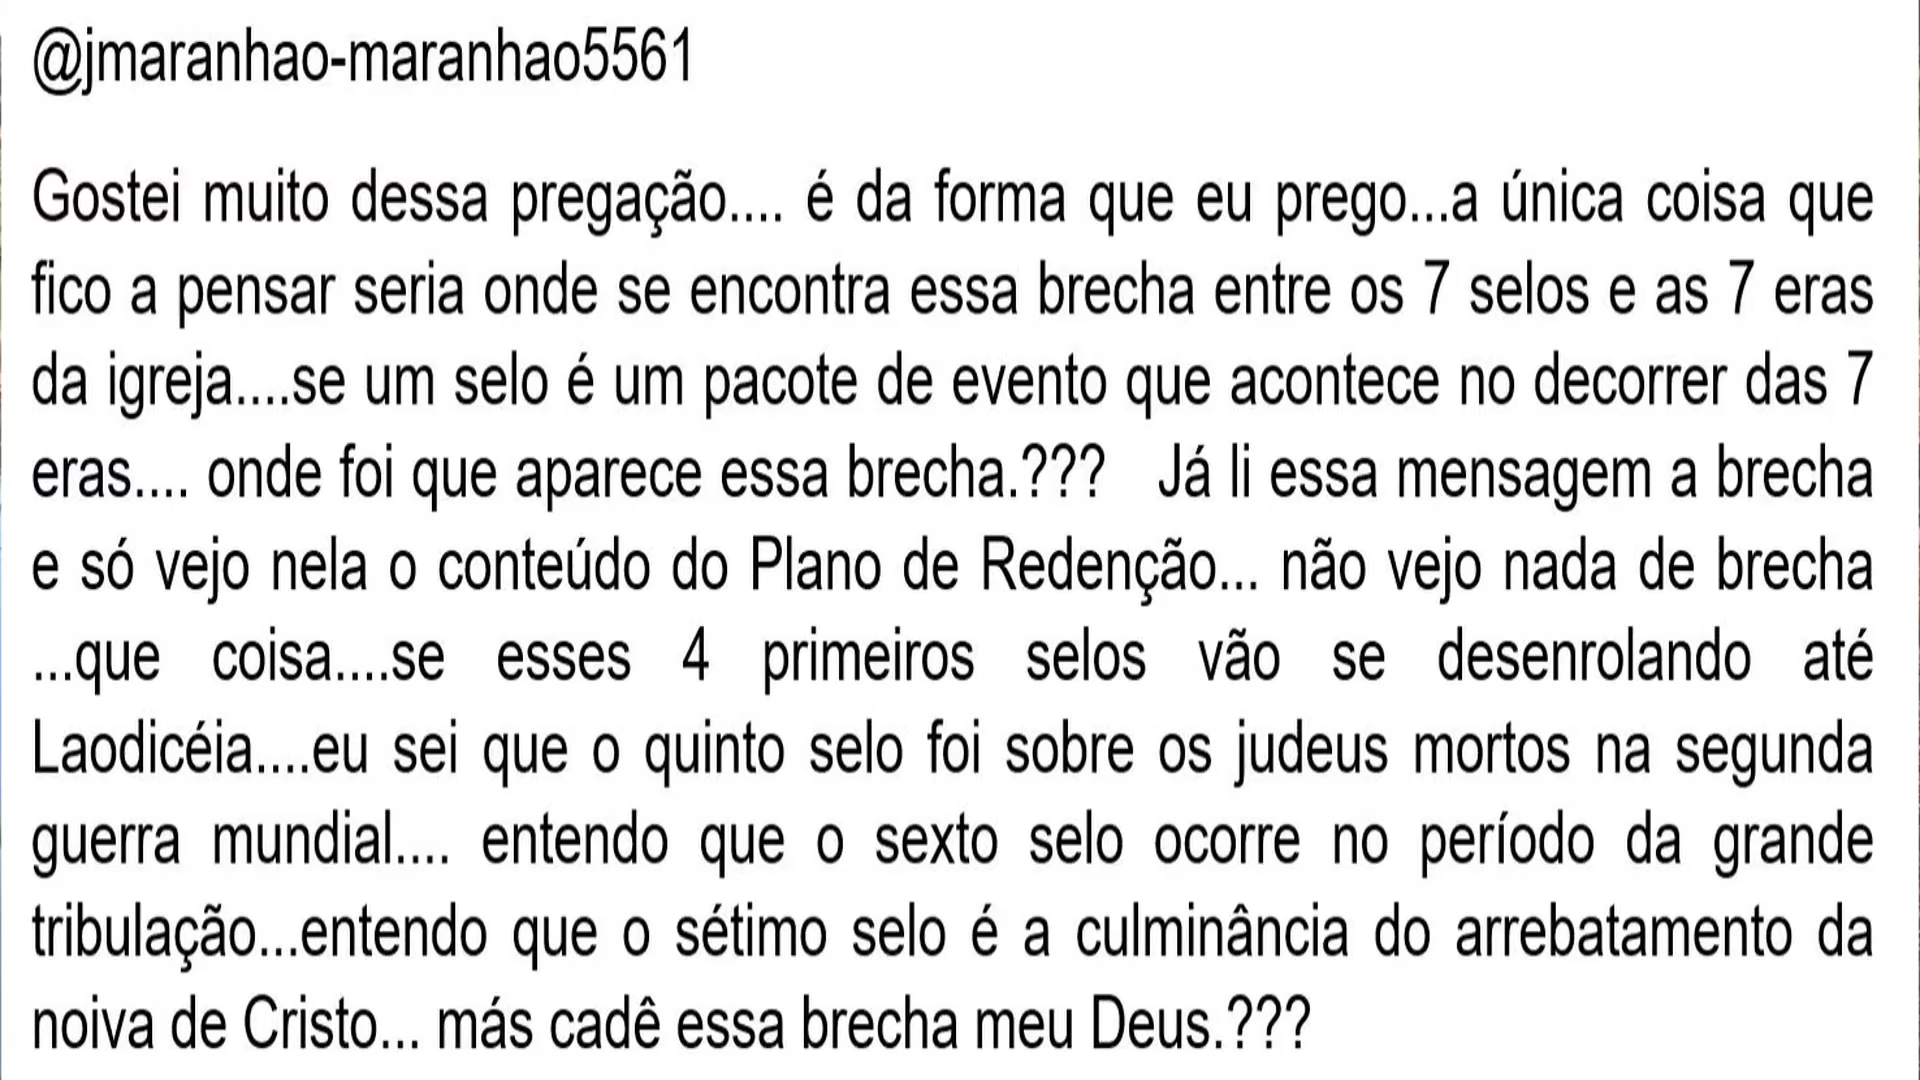 @jmaranhao-maranhao5561
Gostei muito dessa pregação.... é da forma que eu prego...a única coisa que
fico a pensar seria onde se encontra essa brecha entre os 7 selos e as 7 eras
da igreja....se um selo é um pacote de evento que acontece no decorrer das 7
eras.... onde foi que aparece essa brecha.??? Já li essa mensagem a brecha
e só vejo nela o conteúdo do Plano de Redenção... não vejo nada de brecha
...que coisa....se esses 4 primeiros selos vão se desenrolando até
Laodicéia....eu sei que o quinto selo foi sobre os judeus mortos na segunda
guerra mundial.... entendo que o sexto selo ocorre no período da grande
tribulação...entendo que o sétimo selo é a culminância do arrebatamento da
noiva de Cristo... más cadê essa brecha meu Deus.???